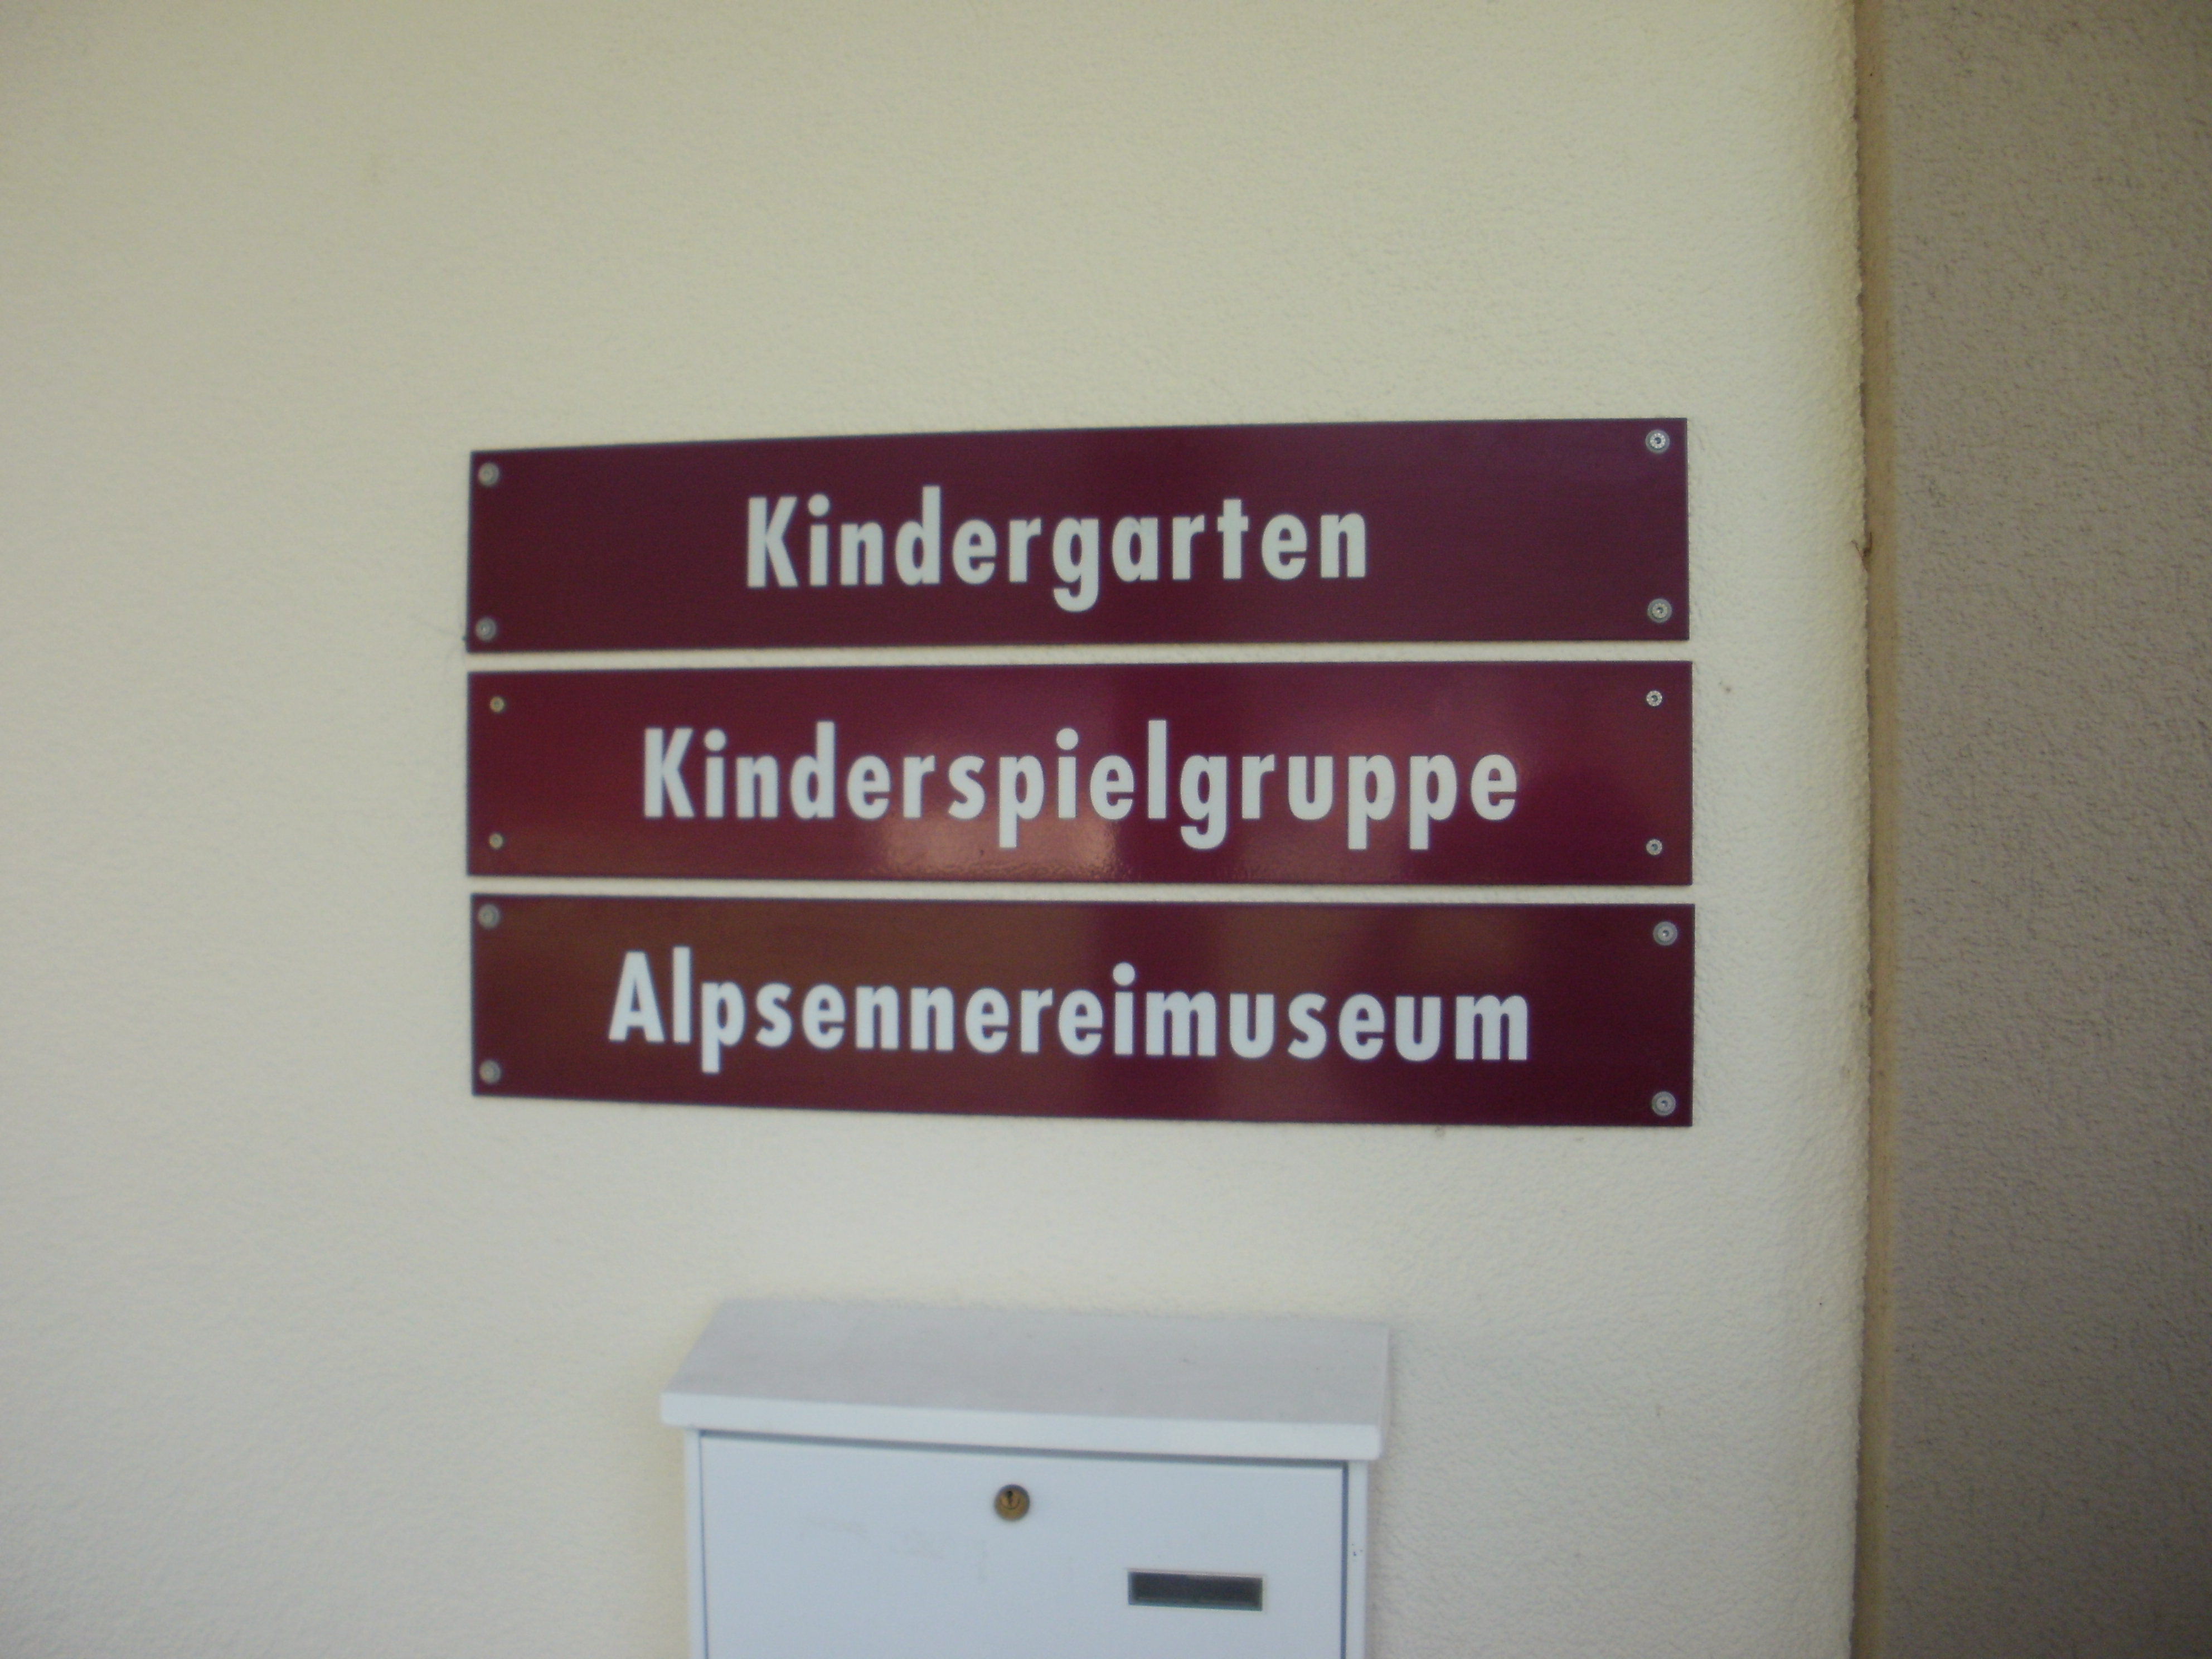 Kindergarten
Kinderspielgruppe
Alpsennereimuseum